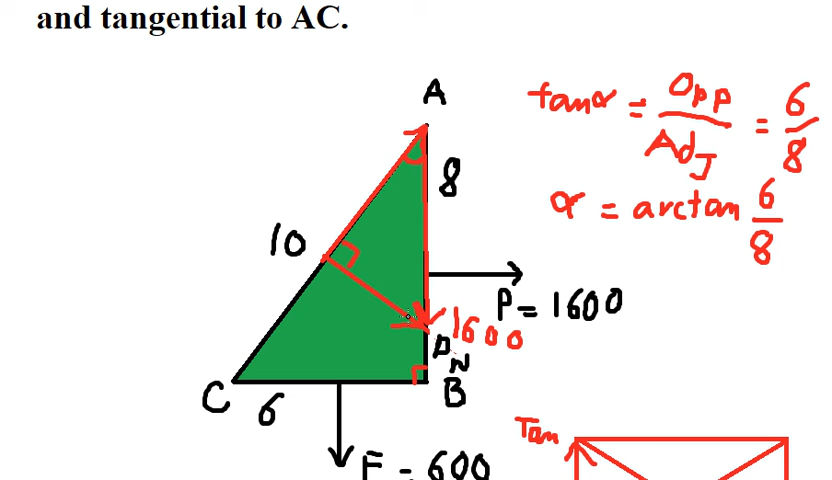 and tangential to AC.
A
tanα = Opp/Adj = 6/8
8
α = arctan 6/8
10
P = 1600
1600
N
C
6
B
Tan
F = 600